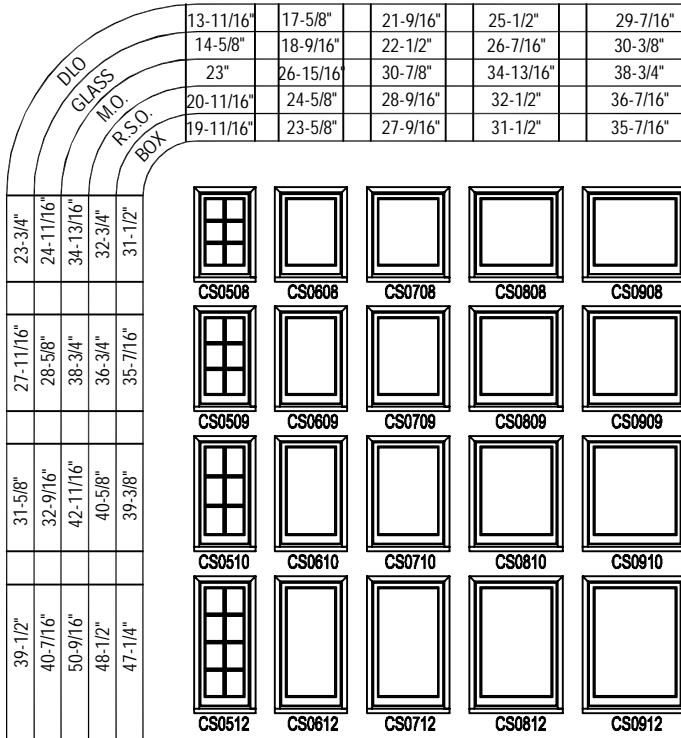 13-11/16" 17-5/8" 21-9/16" 25-1/2" 29-7/16"
14-5/8" 18-9/16" 22-1/2" 26-7/16" 30-3/8"
23" 26-15/16" 30-7/8" 34-13/16" 38-3/4"
20-11/16" 24-5/8" 28-9/16" 32-1/2" 36-7/16"
19-11/16" 23-5/8" 27-9/16" 31-1/2" 35-7/16"
DLO
GLASS
M.O.
R.S.O.
BOX
23-3/4" 24-11/16" 34-13/16" 32-3/4" 31-1/2"
CS0508 CS0608 CS0708 CS0808 CS0908
27-11/16" 28-5/8" 38-3/4" 36-3/4" 35-7/16"
CS0509 CS0609 CS0709 CS0809 CS0909
31-5/8" 32-9/16" 42-11/16" 40-5/8" 39-3/8"
CS0510 CS0610 CS0710 CS0810 CS0910
39-1/2" 40-7/16" 50-9/16" 48-1/2" 47-1/4"
CS0512 CS0612 CS0712 CS0812 CS0912